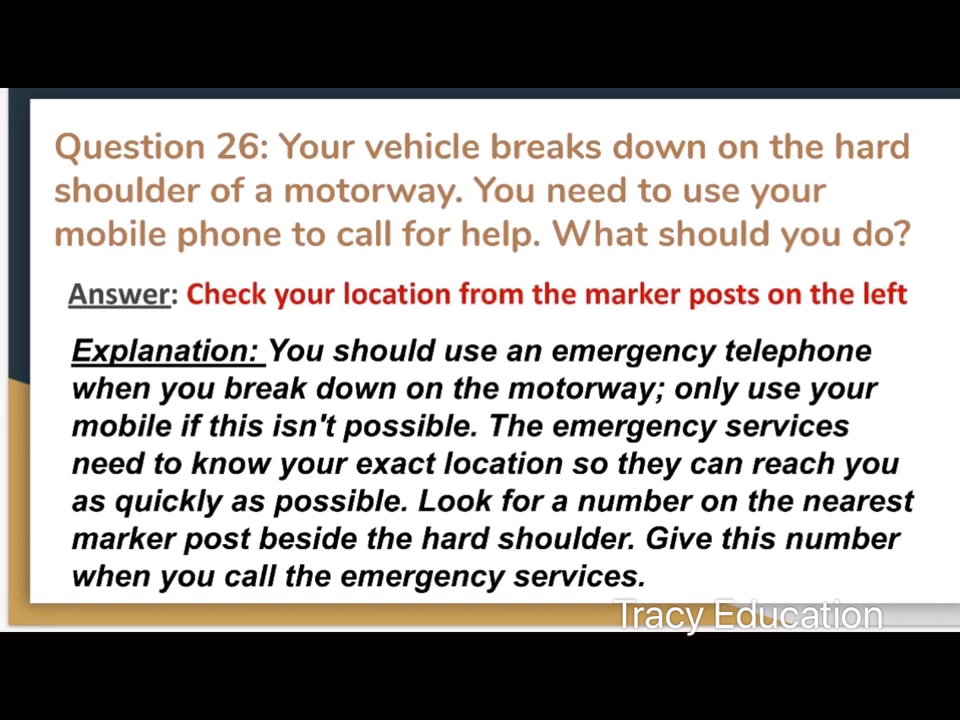 Question 26: Your vehicle breaks down on the hard
shoulder of a motorway. You need to use your
mobile phone to call for help. What should you do?
Answer: Check your location from the marker posts on the left
Explanation: You should use an emergency telephone
when you break down on the motorway; only use your
mobile if this isn't possible. The emergency services
need to know your exact location so they can reach you
as quickly as possible. Look for a number on the nearest
marker post beside the hard shoulder. Give this number
when you call the emergency services.
Tracy Education